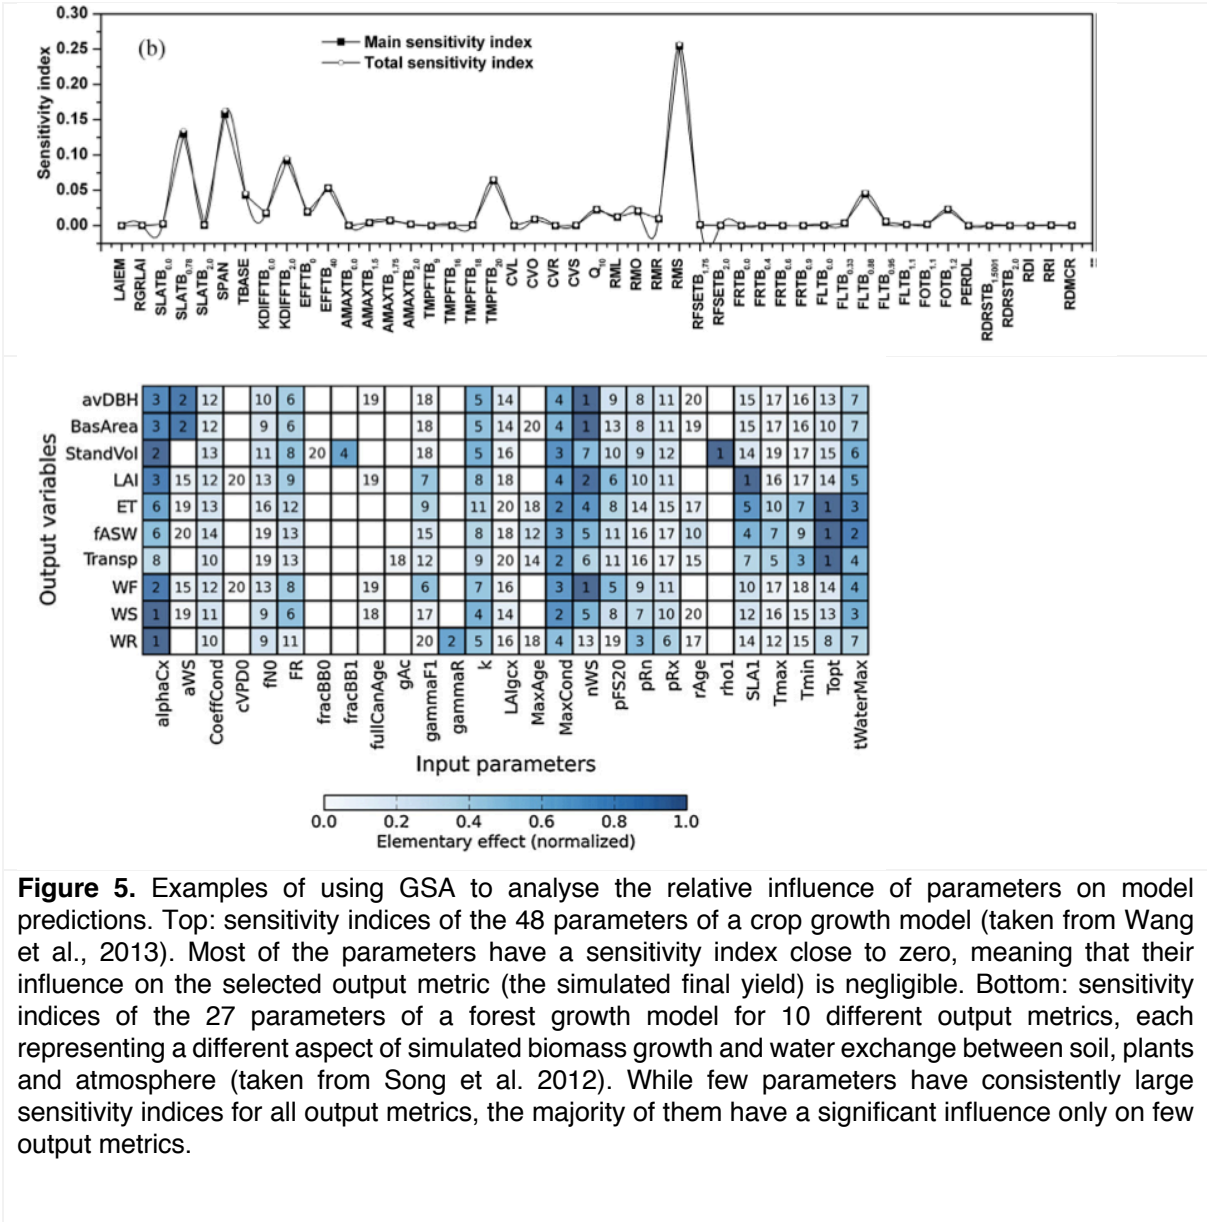 0.30
0.25
0.20
0.15
0.10
0.05
0.00
Sensitivity index
(b)
Main sensitivity index
Total sensitivity index
LAIEM
RGRLAI
SLATB0.0
SLATB0.78
SLATB2.0
SPAN
TBASE
KDIFFTB0.0
KDIFFTB2.0
EFFTB0
EFFTB40
AMAXTB0.0
AMAXTB1.5
AMAXTB1.75
AMAXTB2.0
TMPFTB9
TMPFTB16
TMPFTB18
TMPFTB20
CVL
CVO
CVR
CVS
Q10
RML
RMO
RMR
RMS
RFSETB1.75
RFSETB2.0
FRTB0.0
FRTB0.4
FRTB0.6
FRTB0.9
FLTB0.0
FLTB0.33
FLTB0.88
FLTB0.95
FLTB1.1
FOTB1.1
FOTB1.2
PERDL
RDRSTB1.5001
RDRSTB2.0
RDI
RRI
RDMCR
Output variables
avDBH 3 2 12 10 6 19 18 5 14 4 1 9 8 11 20 15 17 16 13 7
BasArea 3 2 12 9 6 18 5 14 20 4 1 13 8 11 19 15 17 16 10 7
StandVol 2 13 11 8 20 4 18 5 16 3 7 10 9 12 1 14 19 17 15 6
LAI 3 15 12 20 13 9 19 7 8 18 4 2 6 10 11 1 16 17 14 5
ET 6 19 13 16 12 9 11 20 18 2 4 8 14 15 17 5 10 7 1 3
fASW 6 20 14 19 13 15 8 18 12 3 5 11 16 17 10 4 7 9 1 2
Transp 8 10 19 13 18 12 9 20 14 2 6 11 16 17 15 7 5 3 1 4
WF 2 15 12 20 13 8 19 6 7 16 3 1 5 9 11 10 17 18 14 4
WS 1 19 11 9 6 18 17 4 14 2 5 8 7 10 20 12 16 15 13 3
WR 1 10 9 11 20 2 5 16 18 4 13 19 3 6 17 14 12 15 8 7
alphaCx
aWS
CoeffCond
cVPD0
fN0
FR
fracBB0
fracBB1
fullCanAge
gAc
gammaF1
gammaR
k
LAIgcx
MaxAge
MaxCond
nWS
pFS20
pRn
pRx
rAge
rho1
SLA1
Tmax
Tmin
Topt
tWaterMax
Input parameters
0.0 0.2 0.4 0.6 0.8 1.0
Elementary effect (normalized)
Figure 5. Examples of using GSA to analyse the relative influence of parameters on model
predictions. Top: sensitivity indices of the 48 parameters of a crop growth model (taken from Wang
et al., 2013). Most of the parameters have a sensitivity index close to zero, meaning that their
influence on the selected output metric (the simulated final yield) is negligible. Bottom: sensitivity
indices of the 27 parameters of a forest growth model for 10 different output metrics, each
representing a different aspect of simulated biomass growth and water exchange between soil, plants
and atmosphere (taken from Song et al. 2012). While few parameters have consistently large
sensitivity indices for all output metrics, the majority of them have a significant influence only on few
output metrics.